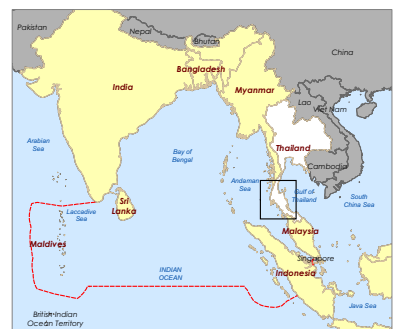 Pakistan
Nepal
Bhutan
China
India
Bangladesh
Myanmar
Lao
Viet Nam
Arabian
Sea
Bay of
Bengal
Thailand
Cambodia
Andaman
Sea
Gulf of
Thailand
South
China Sea
Sri
Lanka
Laccadive
Sea
Maldives
Malaysia
Singapore
INDIAN
OCEAN
Indonesia
Java Sea
British Indian
Ocean Territory